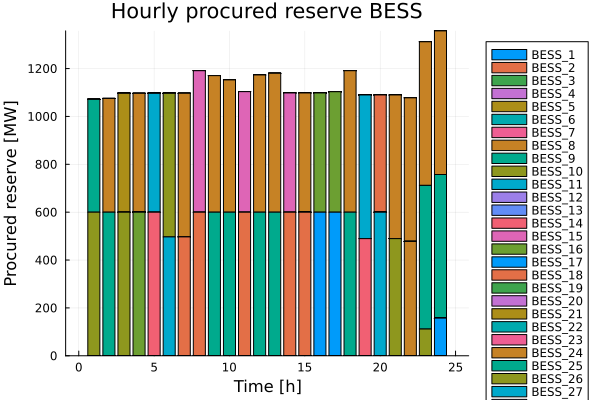 Hourly procured reserve BESS
Procured reserve [MW]
1200
1000
800
600
400
200
0
0
5
10
15
20
25
Time [h]
BESS_1
BESS_2
BESS_3
BESS_4
BESS_5
BESS_6
BESS_7
BESS_8
BESS_9
BESS_10
BESS_11
BESS_12
BESS_13
BESS_14
BESS_15
BESS_16
BESS_17
BESS_18
BESS_19
BESS_20
BESS_21
BESS_22
BESS_23
BESS_24
BESS_25
BESS_26
BESS_27